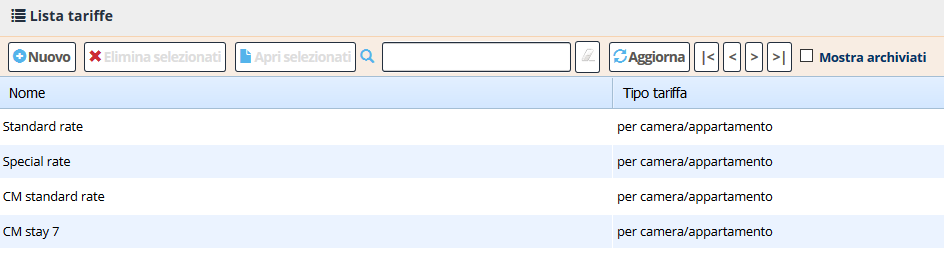 Lista tariffe
Nuovo Elimina selezionati Apri selezionati Aggiorna |< < > >| Mostra archiviati
Nome Tipo tariffa
Standard rate per camera/appartamento
Special rate per camera/appartamento
CM standard rate per camera/appartamento
CM stay 7 per camera/appartamento